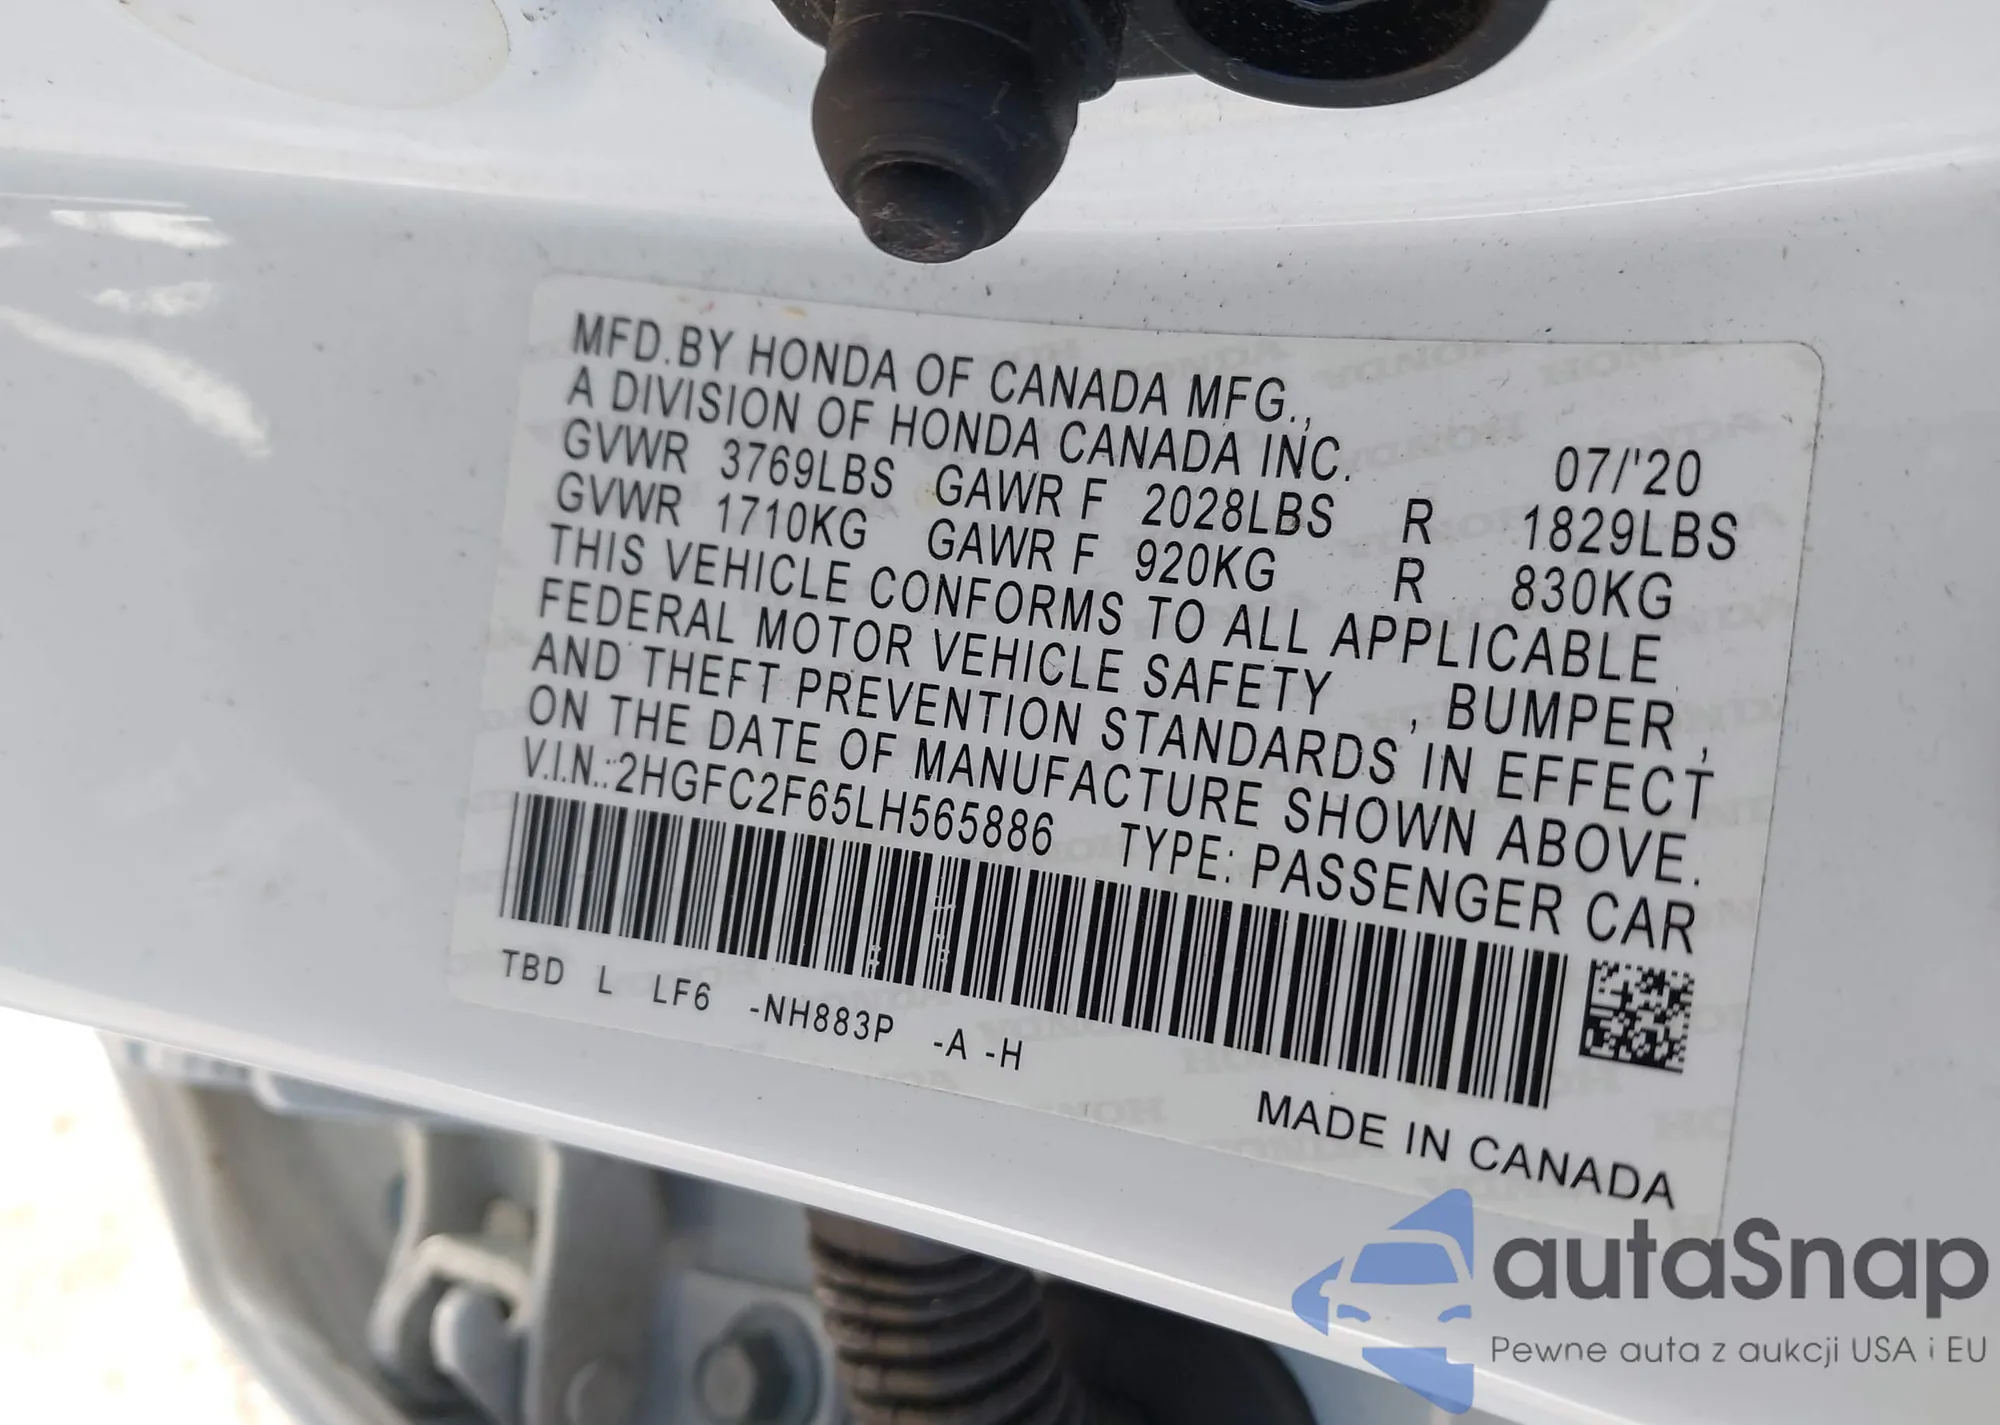 MFD.BY HONDA OF CANADA MFG.,
A DIVISION OF HONDA CANADA INC. 07/'20
GVWR 3769LBS GAWR F 2028LBS R 1829LBS
GVWR 1710KG GAWR F 920KG R 830KG
THIS VEHICLE CONFORMS TO ALL APPLICABLE
FEDERAL MOTOR VEHICLE SAFETY , BUMPER ,
AND THEFT PREVENTION STANDARDS IN EFFECT
ON THE DATE OF MANUFACTURE SHOWN ABOVE.
V.I.N.:2HGFC2F65LH565886 TYPE: PASSENGER CAR
TBD L LF6 -NH883P -A -H
MADE IN CANADA
autaSnap
Pewne auta z aukcji USA i EU